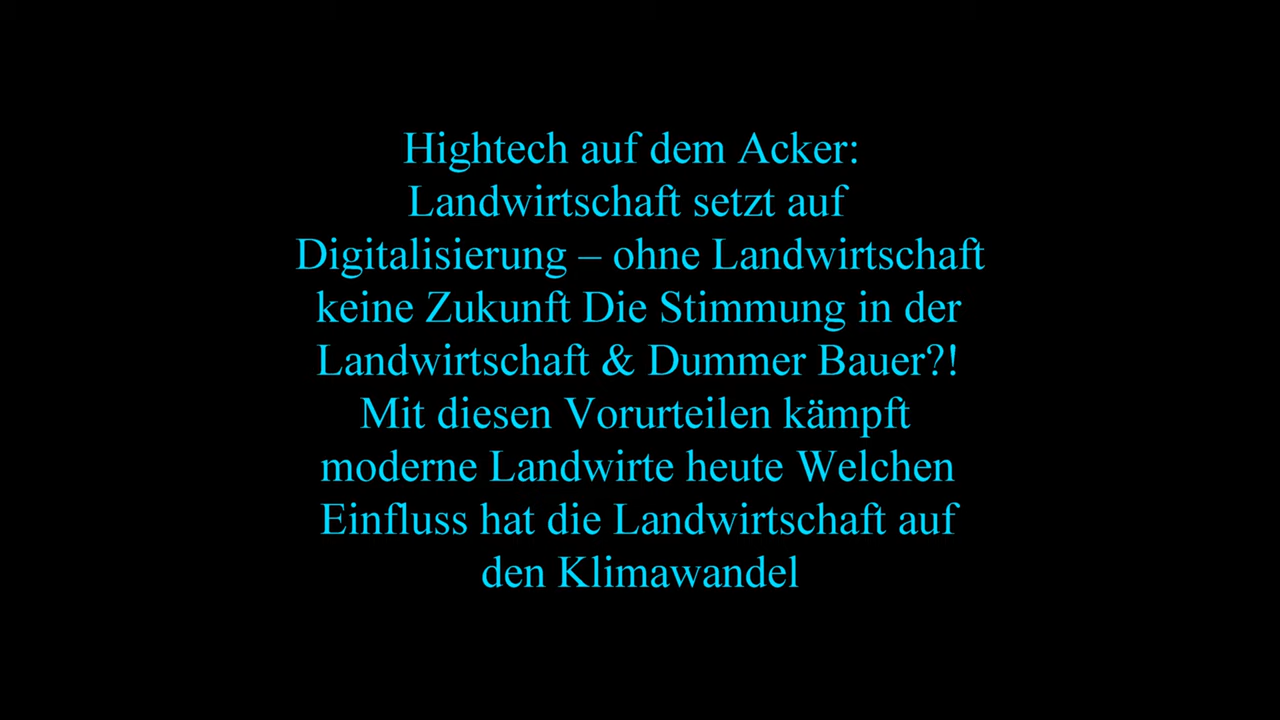 Hightech auf dem Acker:
Landwirtschaft setzt auf
Digitalisierung – ohne Landwirtschaft
keine Zukunft Die Stimmung in der
Landwirtschaft & Dummer Bauer?!
Mit diesen Vorurteilen kämpft
moderne Landwirte heute Welchen
Einfluss hat die Landwirtschaft auf
den Klimawandel